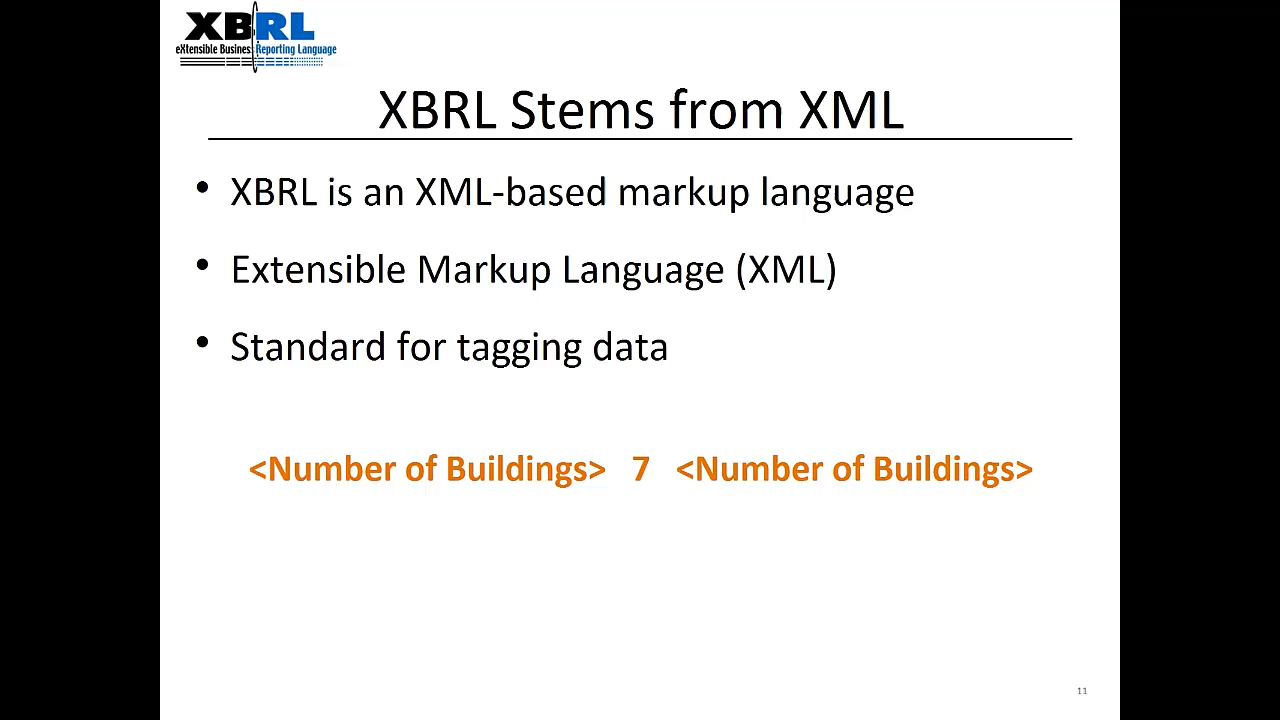 XBRL
eXtensible Business Reporting Language
XBRL Stems from XML
• XBRL is an XML-based markup language
• Extensible Markup Language (XML)
• Standard for tagging data
<Number of Buildings> 7 <Number of Buildings>
11